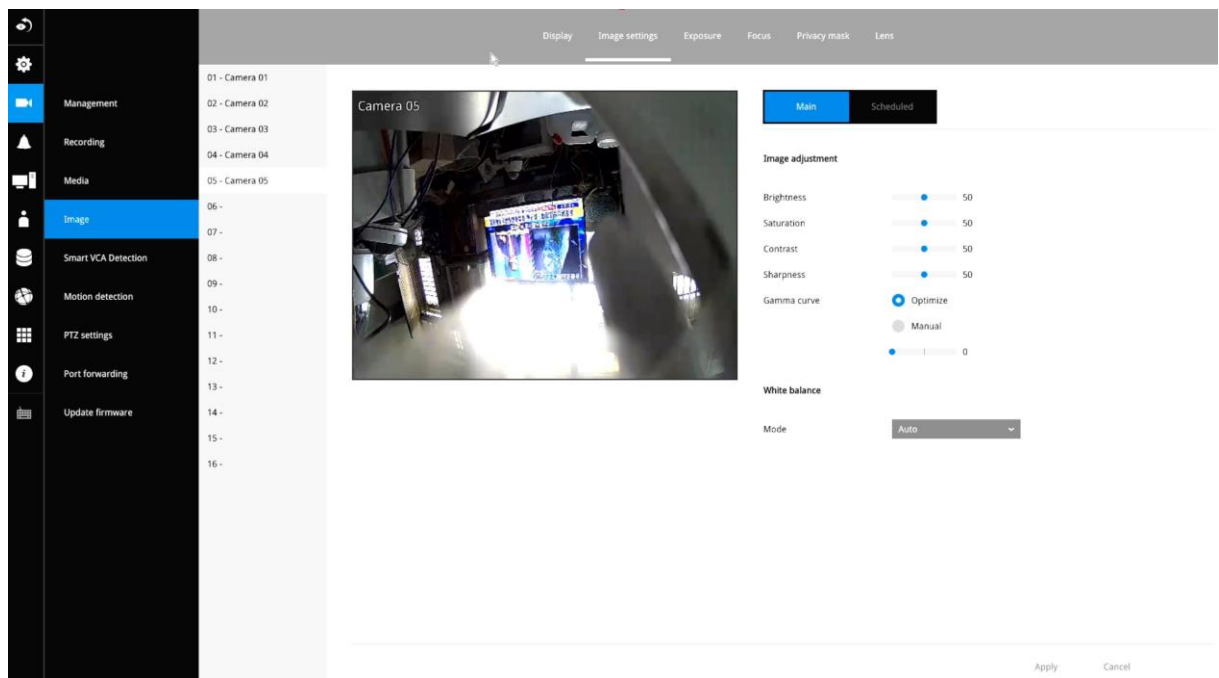 Display Image settings Exposure Focus Privacy mask Lens
Management
Recording
Media
Image
Smart VCA Detection
Motion detection
PTZ settings
Port forwarding
Update firmware
01 - Camera 01
02 - Camera 02
03 - Camera 03
04 - Camera 04
05 - Camera 05
06 -
07 -
08 -
09 -
10 -
11 -
12 -
13 -
14 -
15 -
16 -
Camera 05
Main Scheduled
Image adjustment
Brightness 50
Saturation 50
Contrast 50
Sharpness 50
Gamma curve Optimize
Manual
0
White balance
Mode Auto
Apply Cancel